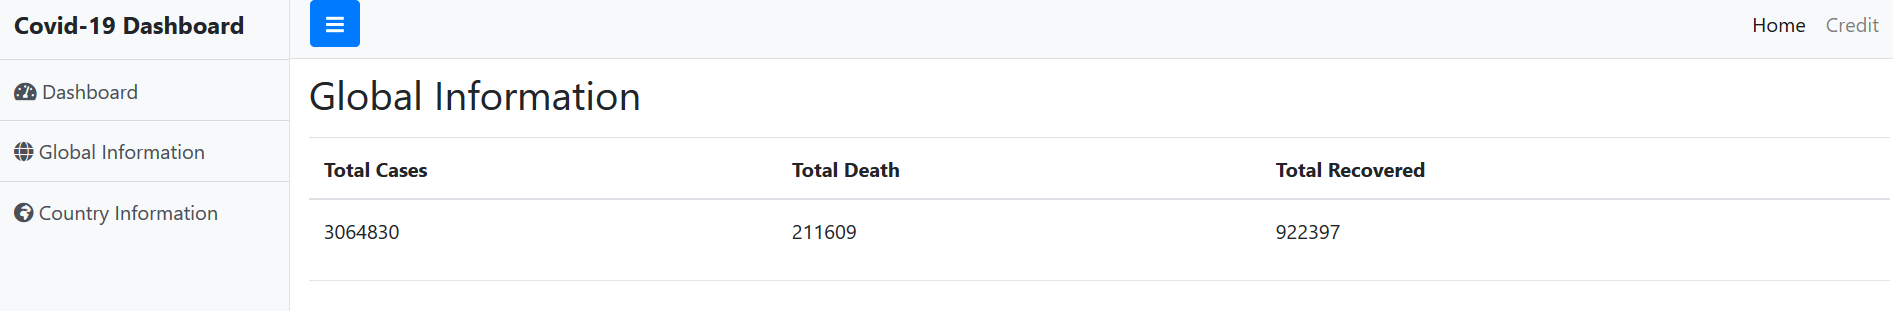 Covid-19 Dashboard
Home Credit
Dashboard
Global Information
Country Information
Global Information
Total Cases Total Death Total Recovered
3064830 211609 922397